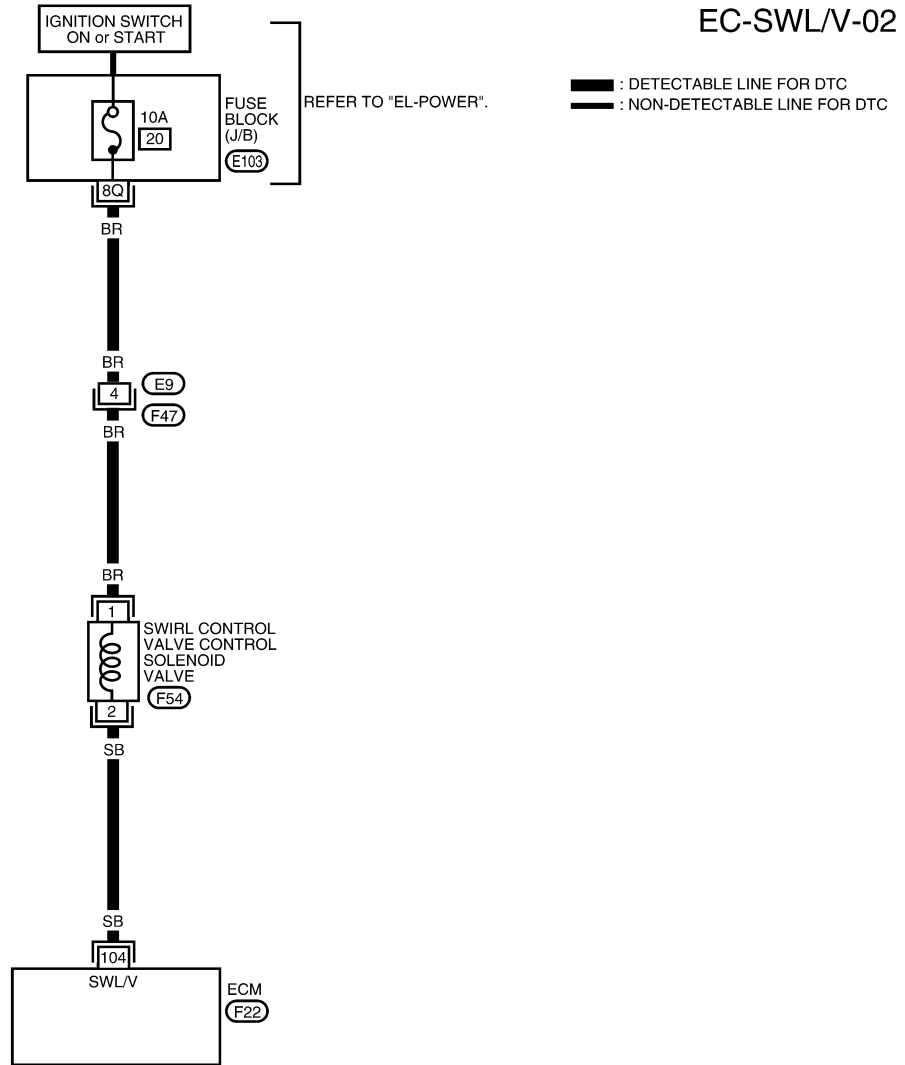 EC-SWL/V-02
IGNITION SWITCH
ON or START
: DETECTABLE LINE FOR DTC
: NON-DETECTABLE LINE FOR DTC
REFER TO "EL-POWER".
10A
20
FUSE
BLOCK
(J/B)
E103
8Q
BR
BR
4
E9
F47
BR
BR
1
SWIRL CONTROL
VALVE CONTROL
SOLENOID
VALVE
F54
2
SB
SB
104
SWL/V
ECM
F22